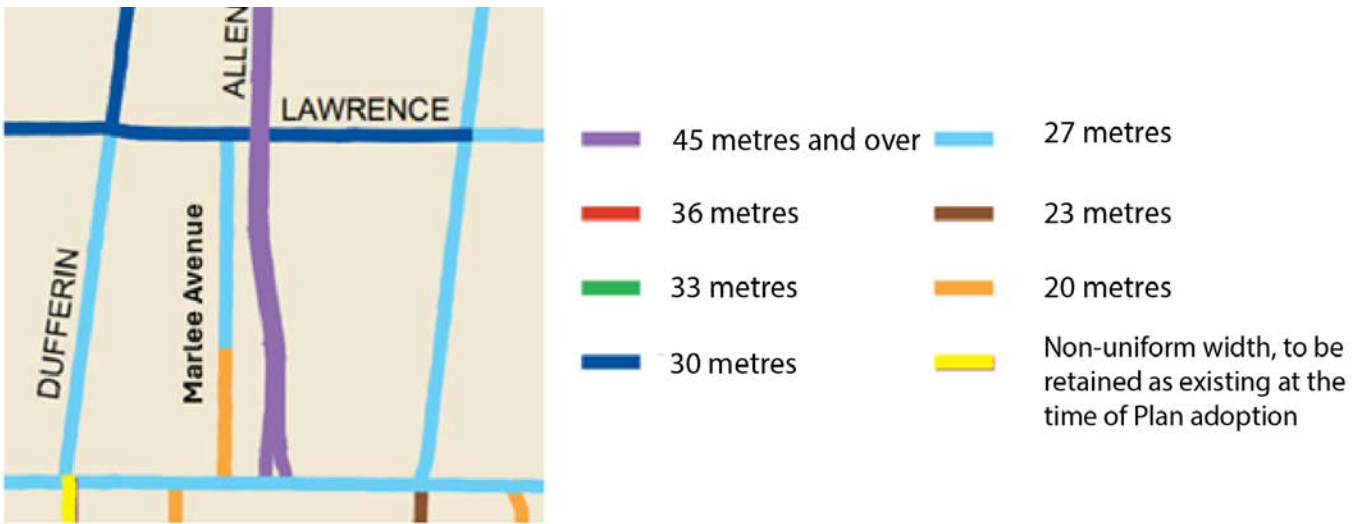 ALLEN
LAWRENCE
DUFFERIN
Marlee Avenue
45 metres and over
36 metres
33 metres
30 metres
27 metres
23 metres
20 metres
Non-uniform width, to be
retained as existing at the
time of Plan adoption